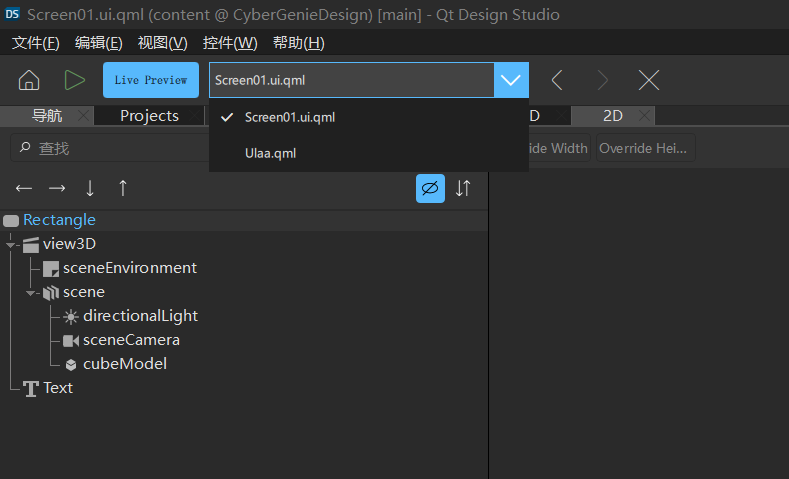 DS Screen01.ui.qml (content @ CyberGenieDesign) [main] - Qt Design Studio
文件(F) 编辑(E) 视图(V) 控件(W) 帮助(H)
Live Preview Screen01.ui.qml
Screen01.ui.qml
Ulaa.qml
导航 Projects D 2D
查找 ide Width Override Hei...
Rectangle
view3D
sceneEnvironment
scene
directionalLight
sceneCamera
cubeModel
Text